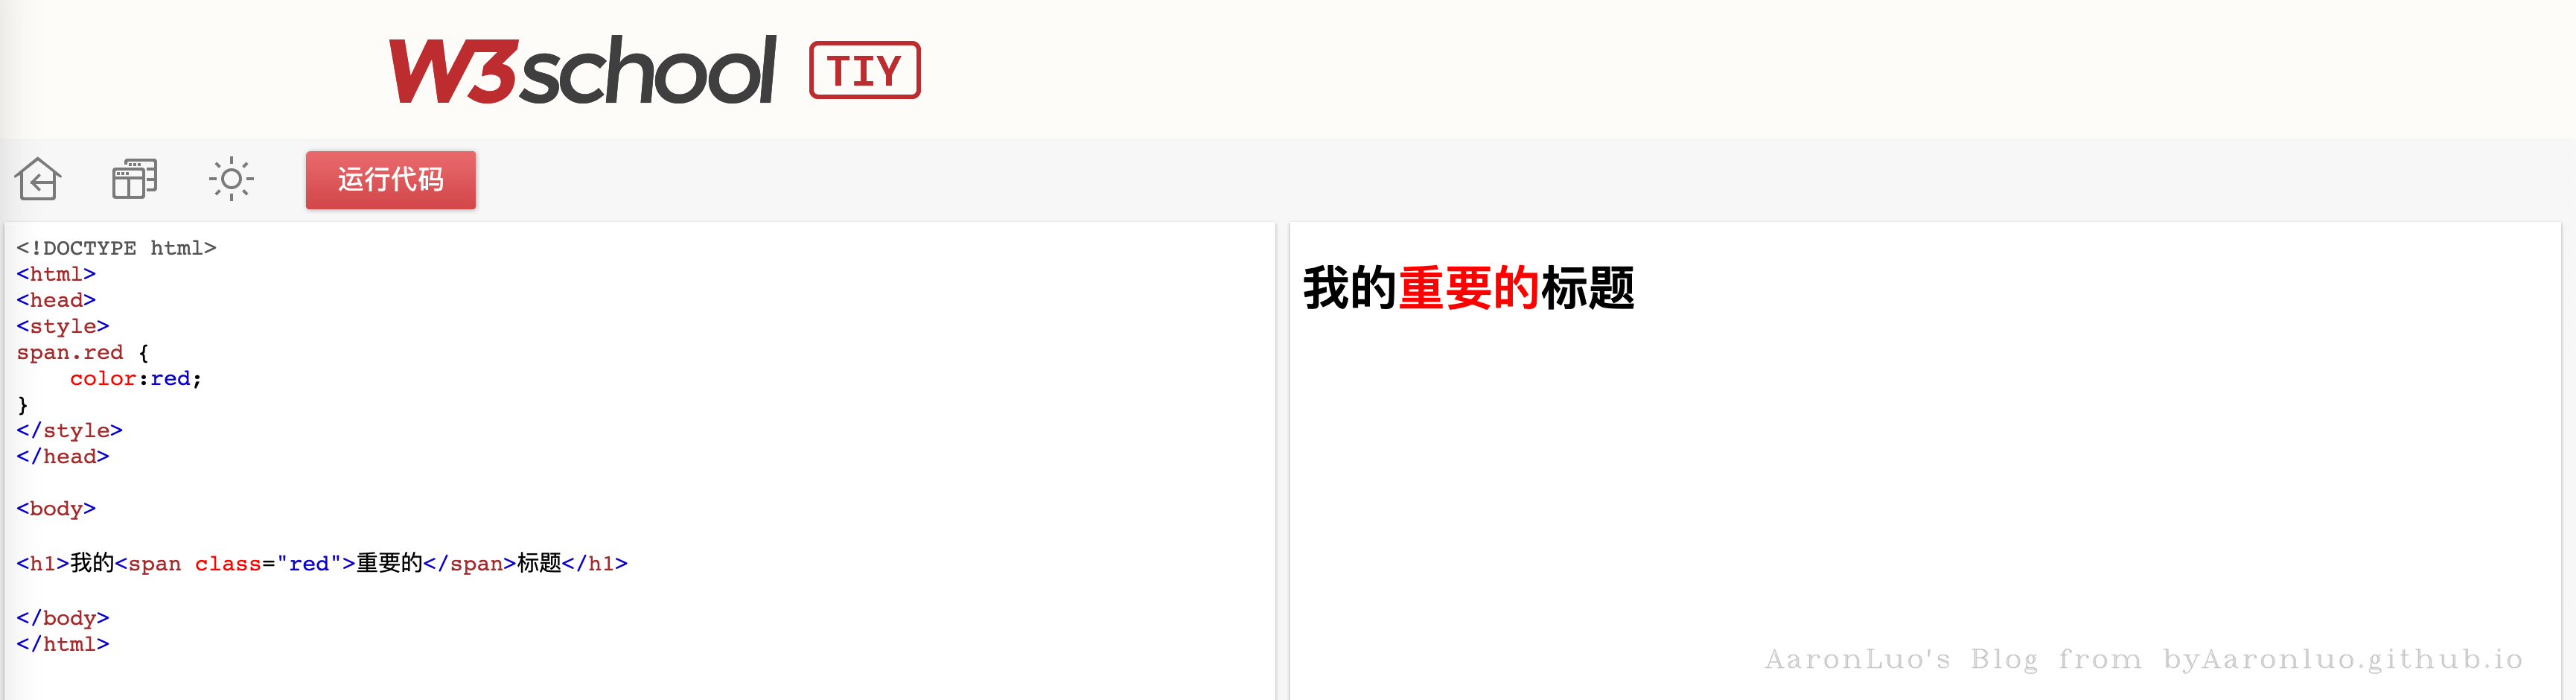 W3school TIY
运行代码
<!DOCTYPE html>
<html>
<head>
<style>
span.red {
    color:red;
}
</style>
</head>
<body>
<h1>我的<span class="red">重要的</span>标题</h1>
</body>
</html>
我的重要的标题
AaronLuo's Blog from byAaronluo.github.io